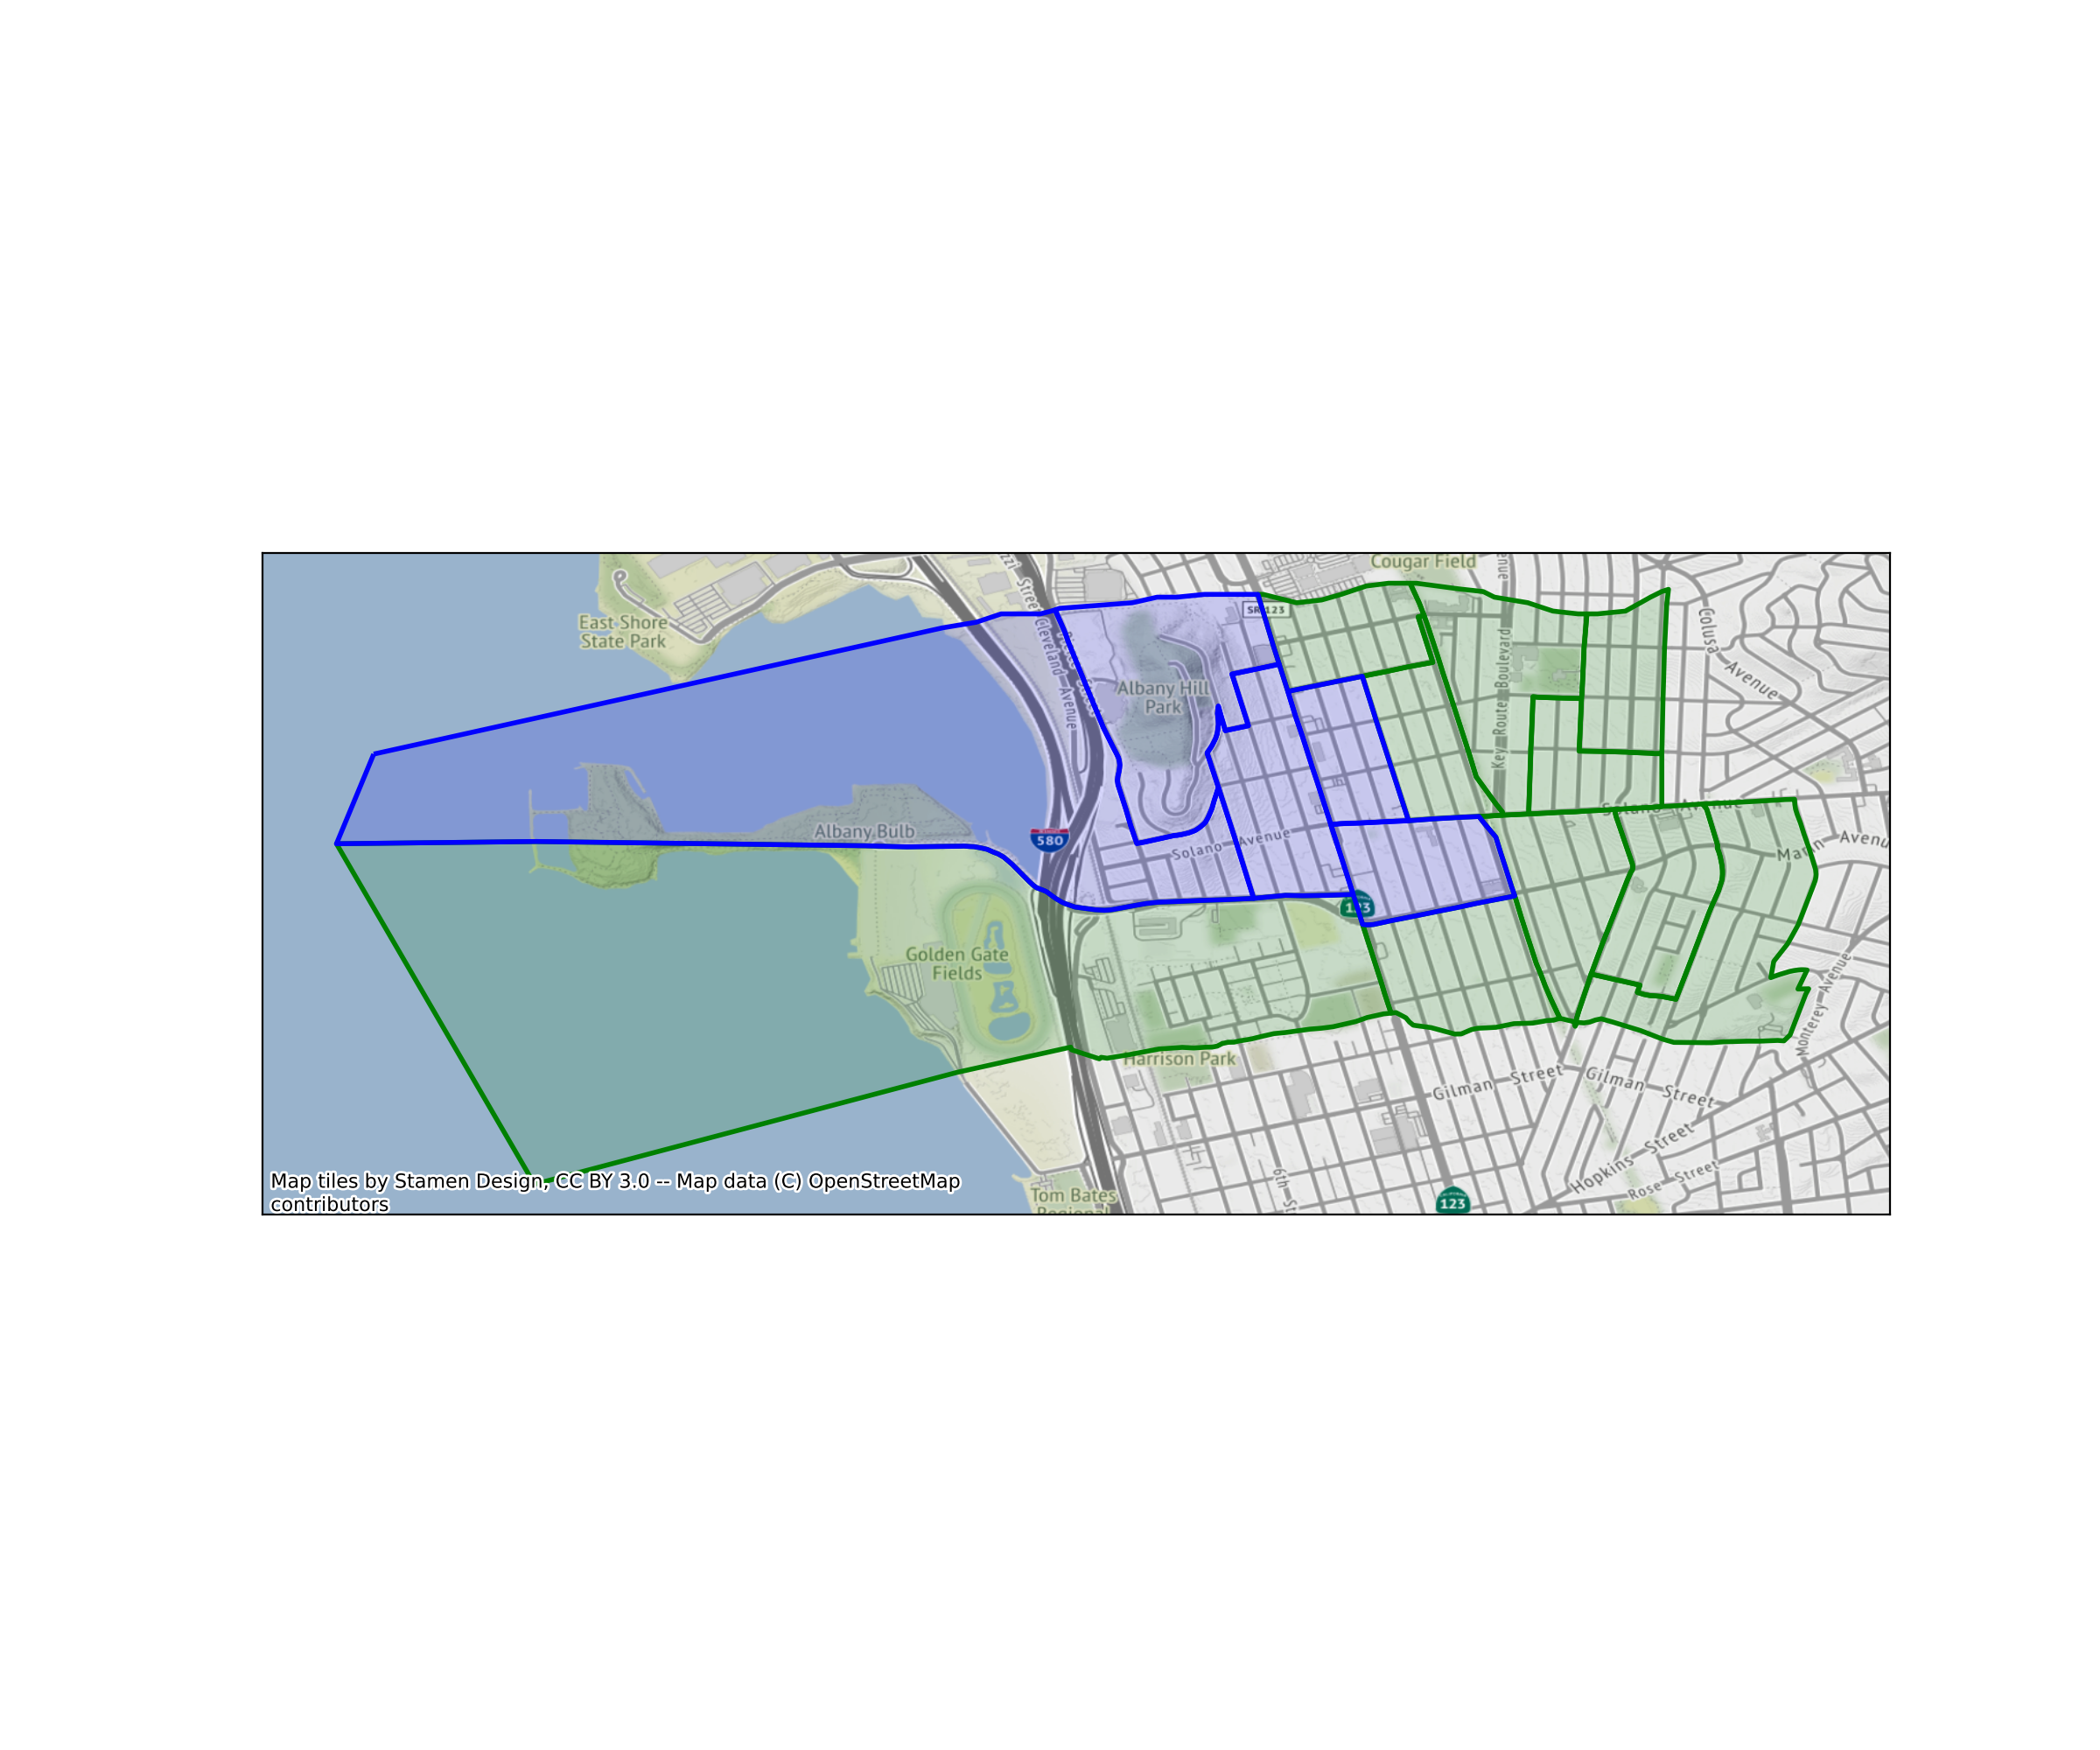 Cougar Field
East Shore
State Park
SR 123
Cleveland Avenue
Colusa Avenue
Key Route Boulevard
Albany Hill
Park
Albany Bulb
580
Solano Avenue
Solano Avenue
Marin Avenu
123
Golden Gate
Fields
Monterey Avenue
Harrison Park
Gilman Street
Gilman Street
Hopkins Street
Rose Street
6th St
Tom Bates
Regional
123
Map tiles by Stamen Design, CC BY 3.0 -- Map data (C) OpenStreetMap
contributors